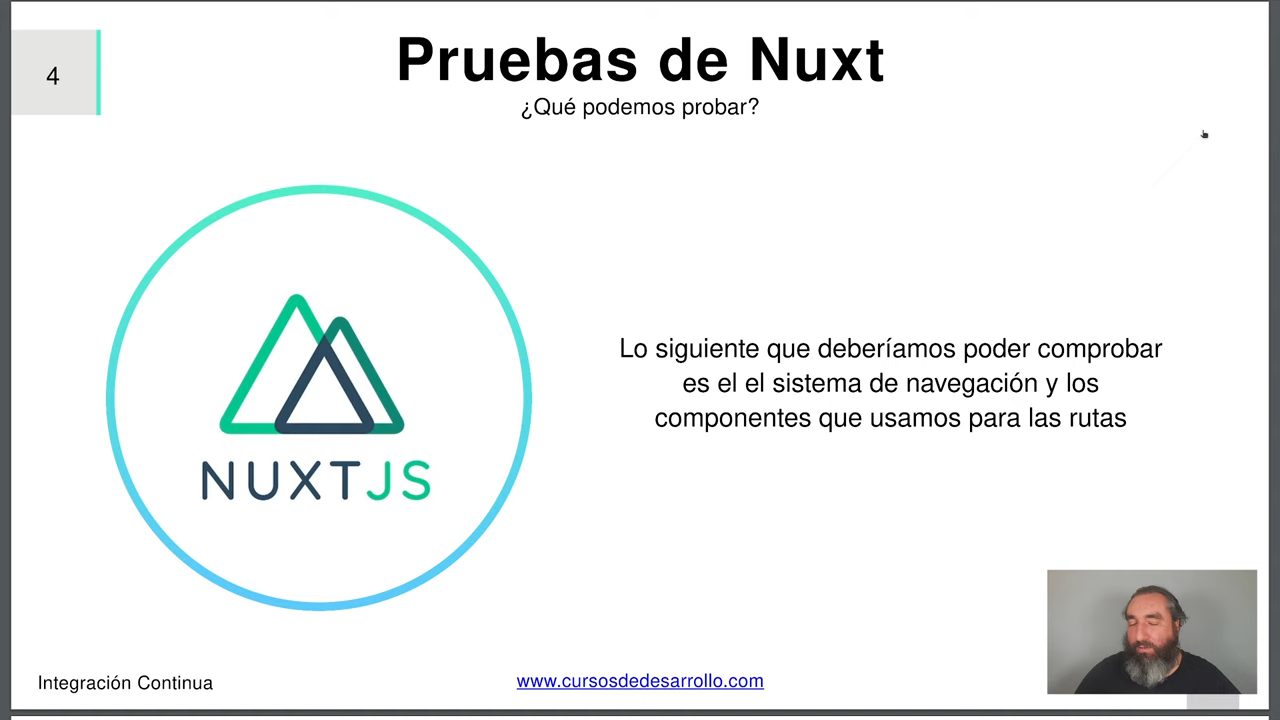 4
Pruebas de Nuxt
¿Qué podemos probar?
NUXTJS
Lo siguiente que deberíamos poder comprobar
es el el sistema de navegación y los
componentes que usamos para las rutas
Integración Continua
www.cursosdedesarrollo.com